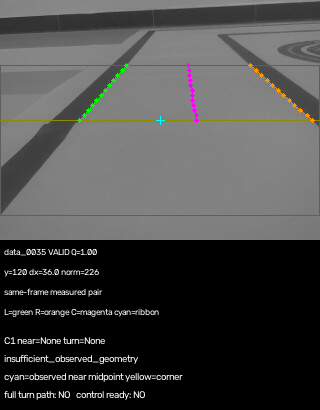 data_0035 VALID Q=1.00
y=120 dx=36.0 norm=226
same-frame measured pair
L=green R=orange C=magenta cyan=ribbon
C1 near=None turn=None
insufficient_observed_geometry
cyan=observed near midpoint yellow=corner
full turn path: NO control ready: NO